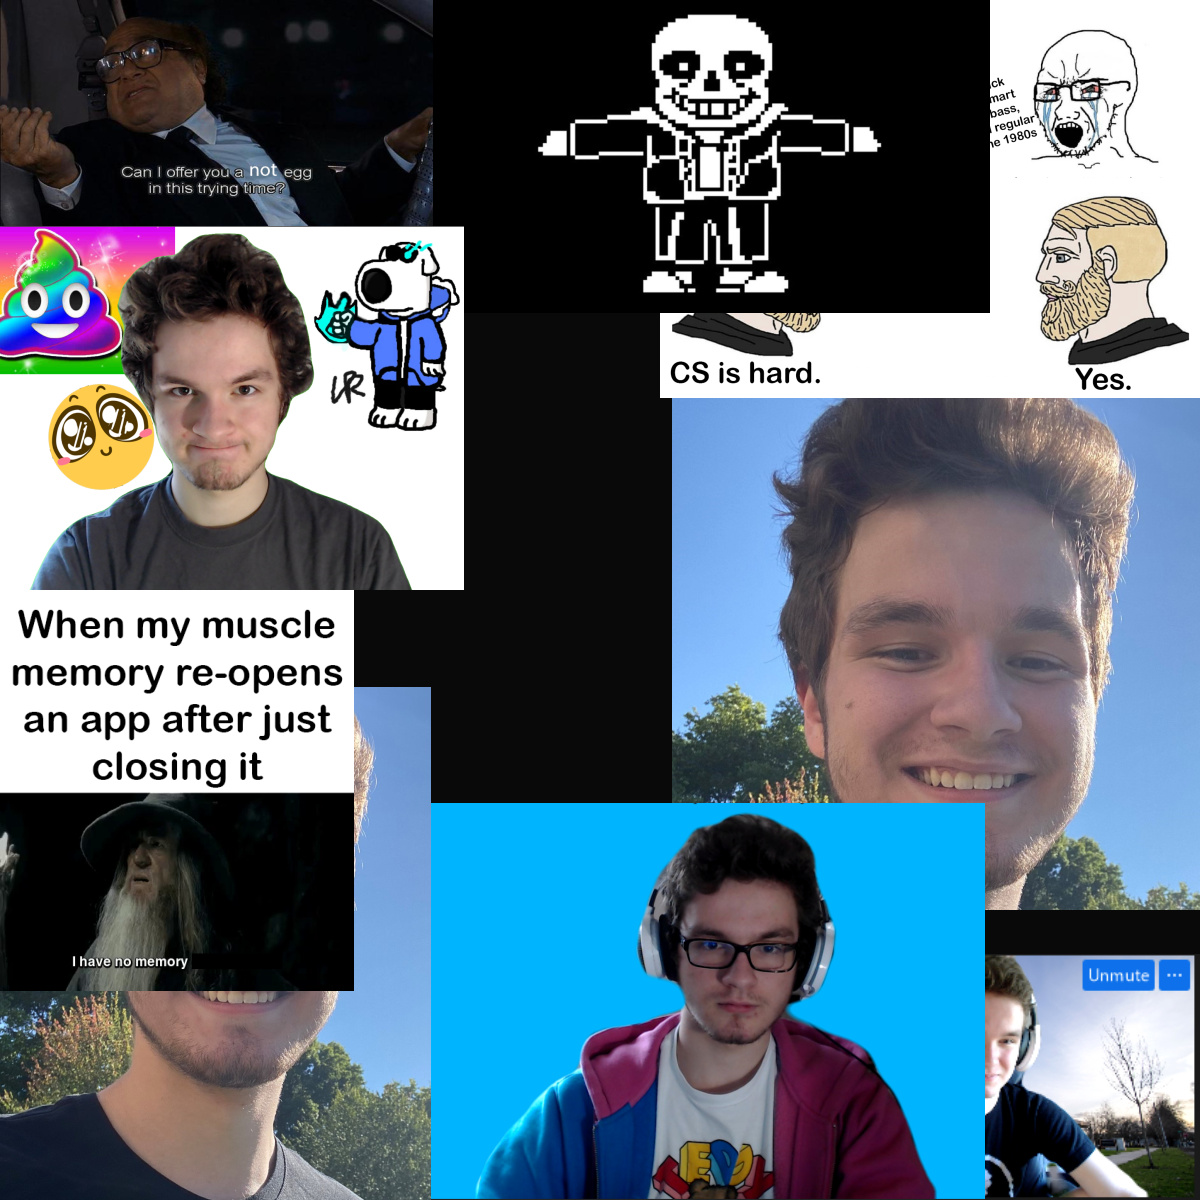 Can I offer you a not egg
in this trying time?
bass,
regular
1980s
CS is hard.
Yes.
When my muscle
memory re-opens
an app after just
closing it
I have no memory
Unmute
...